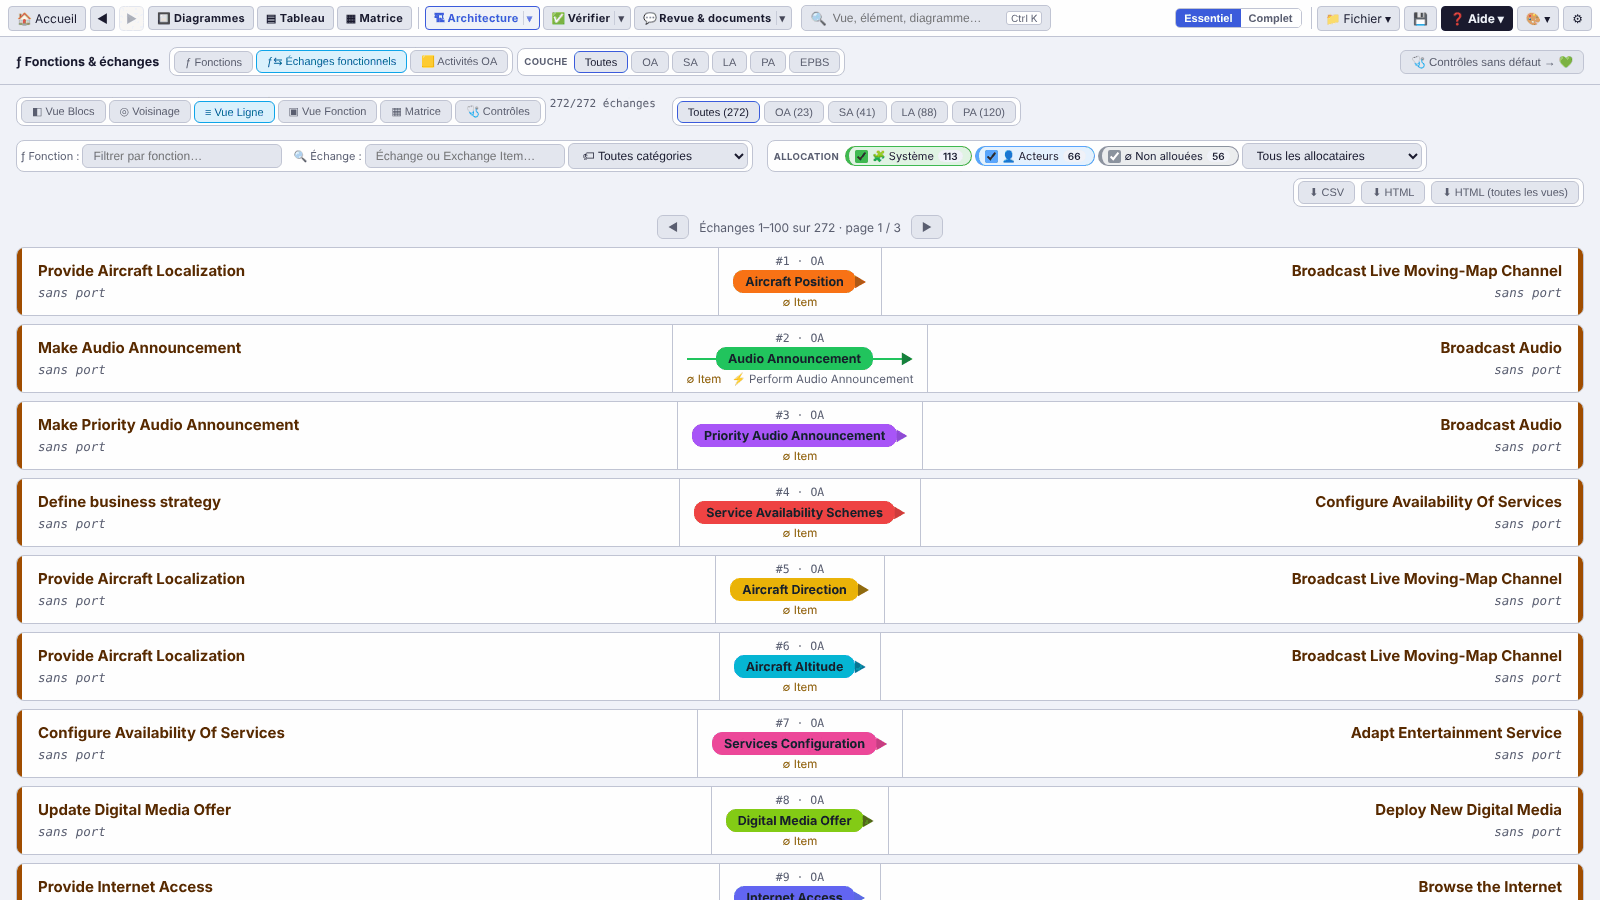 🏠 Accueil ◀ ▶ 🔲 Diagrammes ▤ Tableau ▦ Matrice 🏗 Architecture ▾ ✅ Vérifier ▾ 💬 Revue & documents ▾ 🔍 Vue, élément, diagramme… Ctrl K Essentiel Complet 📁 Fichier ▾ 💾 ❓ Aide ▾ 🎨 ▾ ⚙
ƒ Fonctions & échanges ƒ Fonctions ƒ⇆ Échanges fonctionnels 🟨 Activités OA COUCHE Toutes OA SA LA PA EPBS 🩺 Contrôles sans défaut → 💚
◧ Vue Blocs ◎ Voisinage ≡ Vue Ligne ▣ Vue Fonction ▦ Matrice 🩺 Contrôles 272/272 échanges Toutes (272) OA (23) SA (41) LA (88) PA (120)
ƒ Fonction : Filtrer par fonction… 🔍 Échange : Échange ou Exchange Item… 🏷 Toutes catégories ALLOCATION 🧩 Système 113 👤 Acteurs 66 ⌀ Non allouées 56 Tous les allocataires
⬇ CSV ⬇ HTML ⬇ HTML (toutes les vues)
◀ Échanges 1–100 sur 272 · page 1 / 3 ▶
#1 · OA
Provide Aircraft Localization Aircraft Position Broadcast Live Moving-Map Channel
sans port ⌀ Item sans port
#2 · OA
Make Audio Announcement Audio Announcement Broadcast Audio
sans port ⌀ Item ⚡ Perform Audio Announcement sans port
#3 · OA
Make Priority Audio Announcement Priority Audio Announcement Broadcast Audio
sans port ⌀ Item sans port
#4 · OA
Define business strategy Service Availability Schemes Configure Availability Of Services
sans port ⌀ Item sans port
#5 · OA
Provide Aircraft Localization Aircraft Direction Broadcast Live Moving-Map Channel
sans port ⌀ Item sans port
#6 · OA
Provide Aircraft Localization Aircraft Altitude Broadcast Live Moving-Map Channel
sans port ⌀ Item sans port
#7 · OA
Configure Availability Of Services Services Configuration Adapt Entertainment Service
sans port ⌀ Item sans port
#8 · OA
Update Digital Media Offer Digital Media Offer Deploy New Digital Media
sans port ⌀ Item sans port
#9 · OA
Provide Internet Access Internet Access Browse the Internet